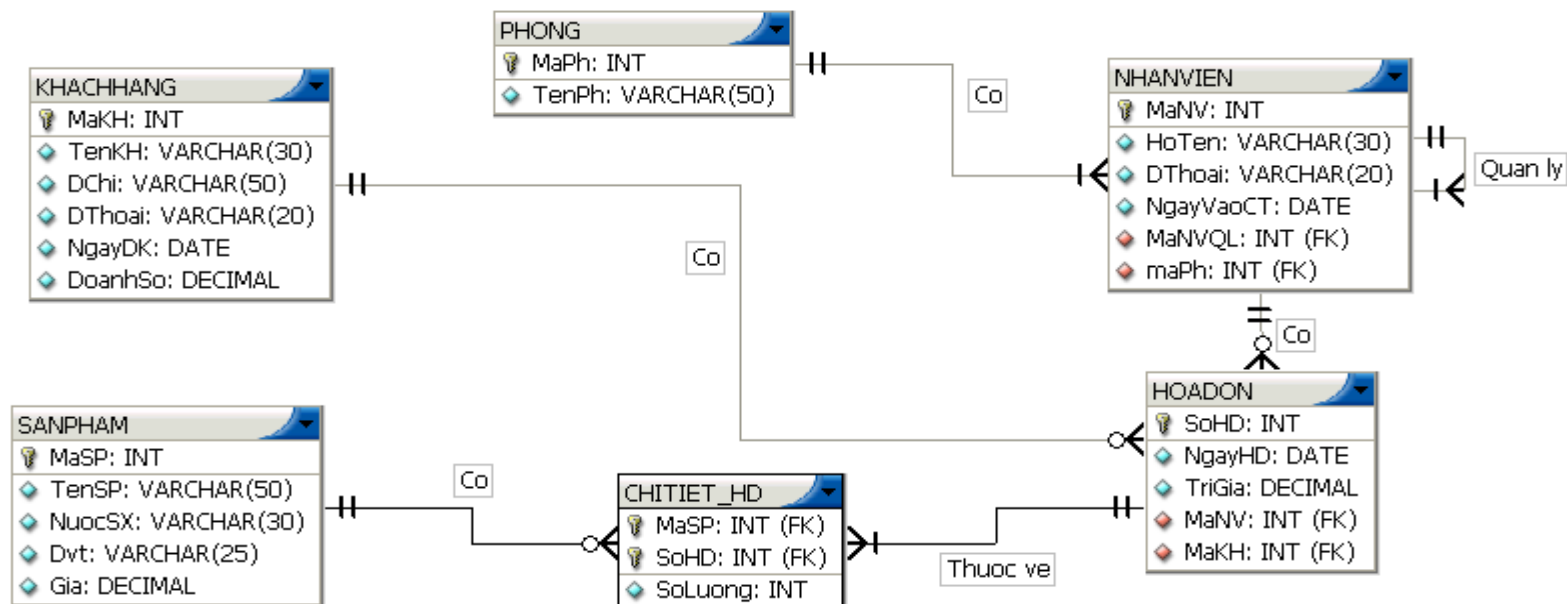 PHONG
MaPh: INT
TenPh: VARCHAR(50)
KHACHHANG
MaKH: INT
TenKH: VARCHAR(30)
DChi: VARCHAR(50)
DThoai: VARCHAR(20)
NgayDK: DATE
DoanhSo: DECIMAL
Co
NHANVIEN
MaNV: INT
HoTen: VARCHAR(30)
DThoai: VARCHAR(20)
NgayVaoCT: DATE
MaNVQL: INT (FK)
maPh: INT (FK)
Quan ly
Co
Co
HOADON
SoHD: INT
NgayHD: DATE
TriGia: DECIMAL
MaNV: INT (FK)
MaKH: INT (FK)
SANPHAM
MaSP: INT
TenSP: VARCHAR(50)
NuocSX: VARCHAR(30)
Dvt: VARCHAR(25)
Gia: DECIMAL
Co
CHITIET_HD
MaSP: INT (FK)
SoHD: INT (FK)
SoLuong: INT
Thuoc ve